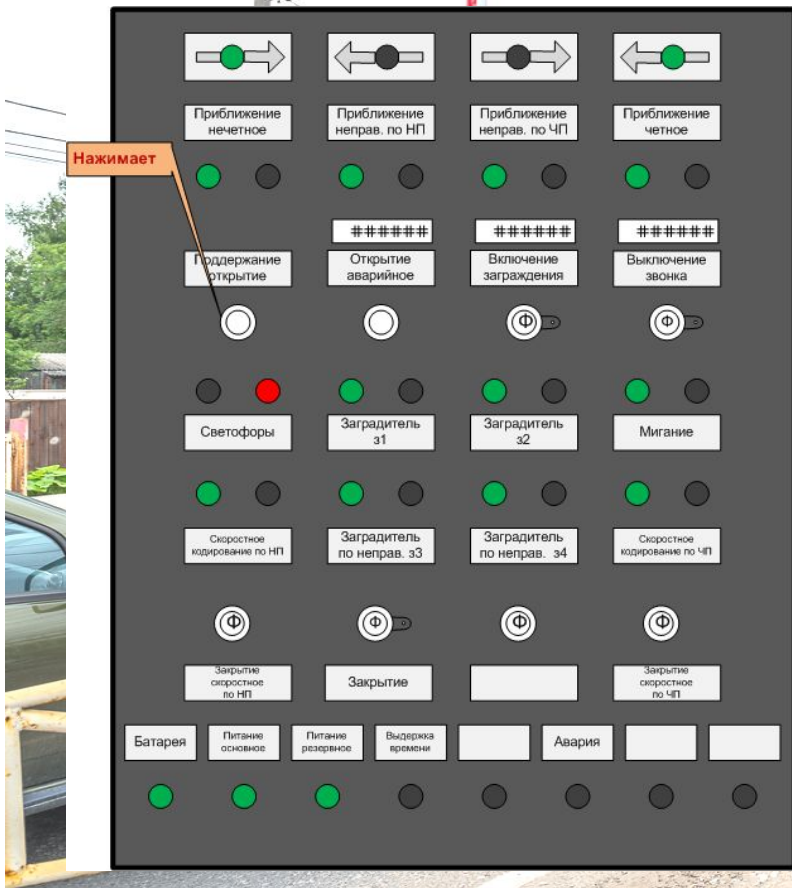 Приближение
нечетное
Приближение
неправ. по НП
Приближение
неправ. по ЧП
Приближение
четное
Нажимает
######
######
######
Поддержание
открытие
Открытие
аварийное
Включение
заграждения
Выключение
звонка
Ф
Ф
Светофоры
Заградитель
з1
Заградитель
з2
Мигание
Скоростное
кодирование по НП
Заградитель
по неправ. з3
Заградитель
по неправ. з4
Скоростное
кодирование по ЧП
Ф
Ф
Ф
Ф
Закрытие
скоростное
по НП
Закрытие
Закрытие
скоростное
по ЧП
Батарея
Питание
основное
Питание
резервное
Выдержка
времени
Авария